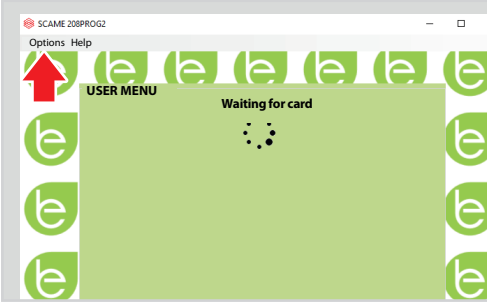 SCAME 208PROG2
Options Help
USER MENU
Waiting for card